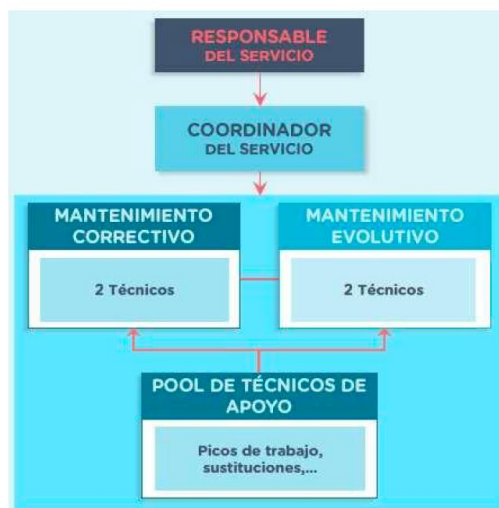 RESPONSABLE
DEL SERVICIO
COORDINADOR
DEL SERVICIO
MANTENIMIENTO
CORRECTIVO
2 Técnicos
MANTENIMIENTO
EVOLUTIVO
2 Técnicos
POOL DE TÉCNICOS DE
APOYO
Picos de trabajo,
sustituciones,...